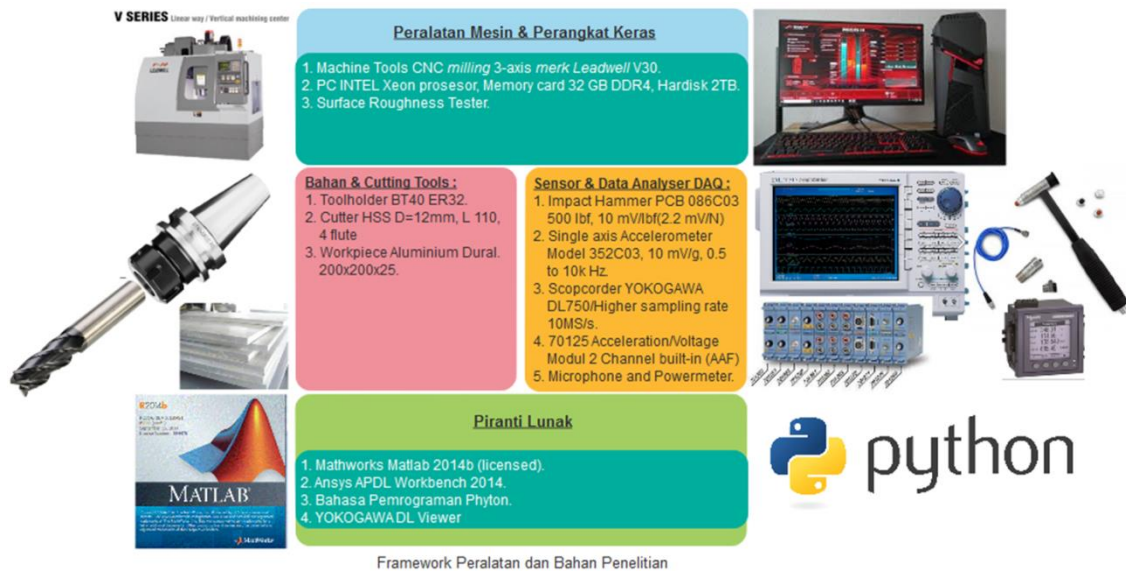 V SERIES Linear way / Vertical machining center
Peralatan Mesin & Perangkat Keras
1. Machine Tools CNC milling 3-axis merk Leadwell V30.
2. PC INTEL Xeon prosesor, Memory card 32 GB DDR4, Hardisk 2TB.
3. Surface Roughness Tester.
Bahan & Cutting Tools :
1. Toolholder BT40 ER32.
2. Cutter HSS D=12mm, L 110,
4 flute
3. Workpiece Aluminium Dural.
200x200x25.
Sensor & Data Analyser DAQ :
1. Impact Hammer PCB 086C03
500 lbf, 10 mV/lbf(2.2 mV/N)
2. Single axis Accelerometer
Model 352C03, 10 mV/g, 0.5
to 10k Hz.
3. Scopcorder YOKOGAWA
DL750/Higher sampling rate
10MS/s.
4. 70125 Acceleration/Voltage
Modul 2 Channel built-in (AAF)
5. Microphone and Powermeter.
R2014b
MATLAB
MathWorks
Piranti Lunak
1. Mathworks Matlab 2014b (licensed).
2. Ansys APDL Workbench 2014.
3. Bahasa Pemrograman Phyton.
4. YOKOGAWA DL Viewer
python
Framework Peralatan dan Bahan Penelitian